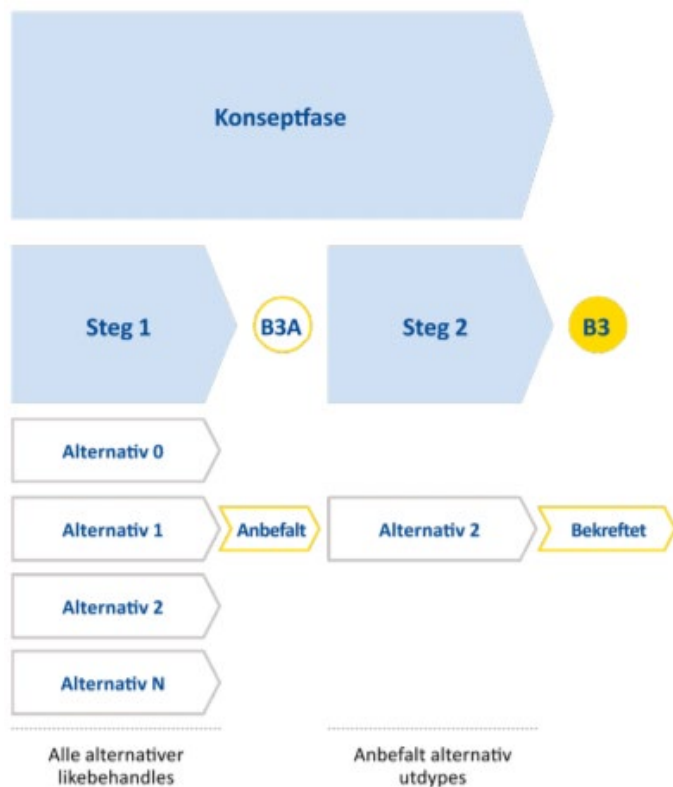 Konseptfase
Steg 1
B3A
Steg 2
B3
Alternativ 0
Alternativ 1
Anbefalt
Alternativ 2
Bekreftet
Alternativ 2
Alternativ N
Alle alternativer
likebehandles
Anbefalt alternativ
utdypes